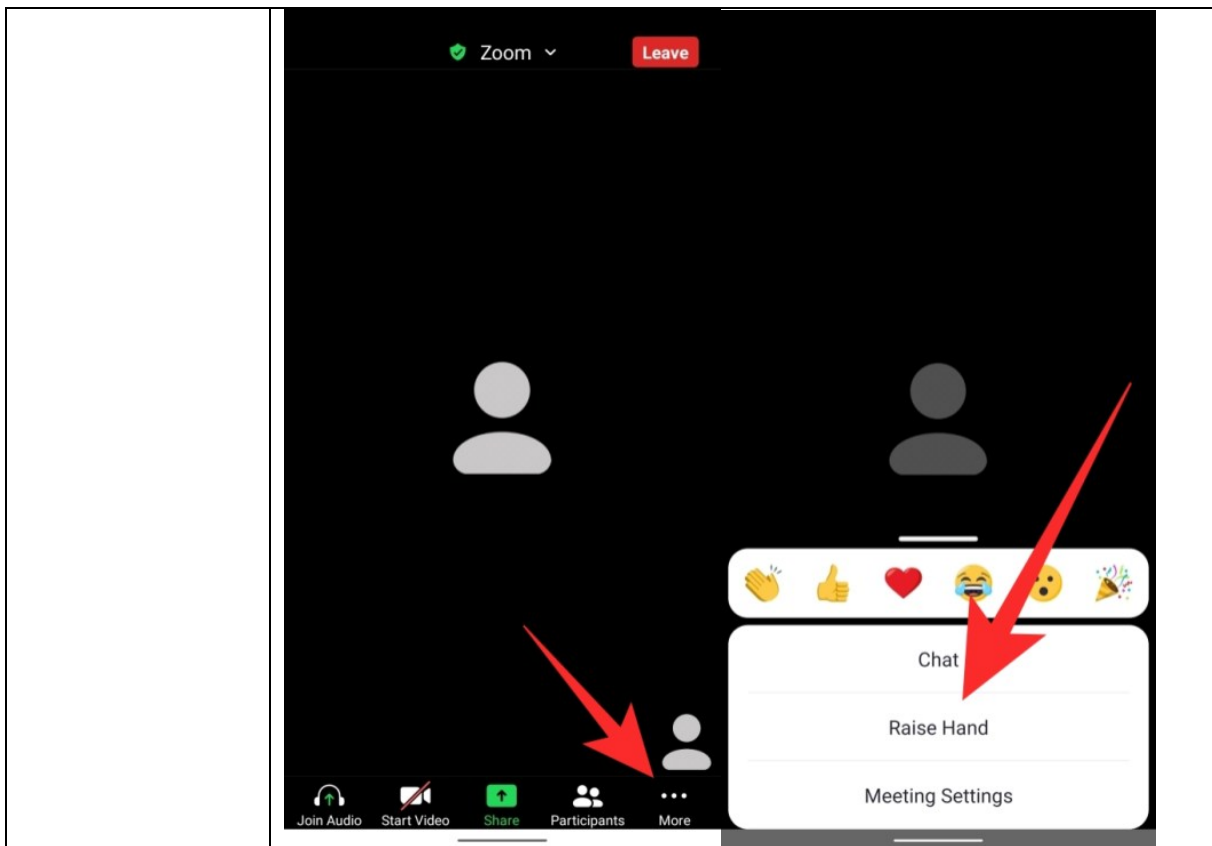 Zoom
Leave
Join Audio Start Video Share Participants More
Chat
Raise Hand
Meeting Settings